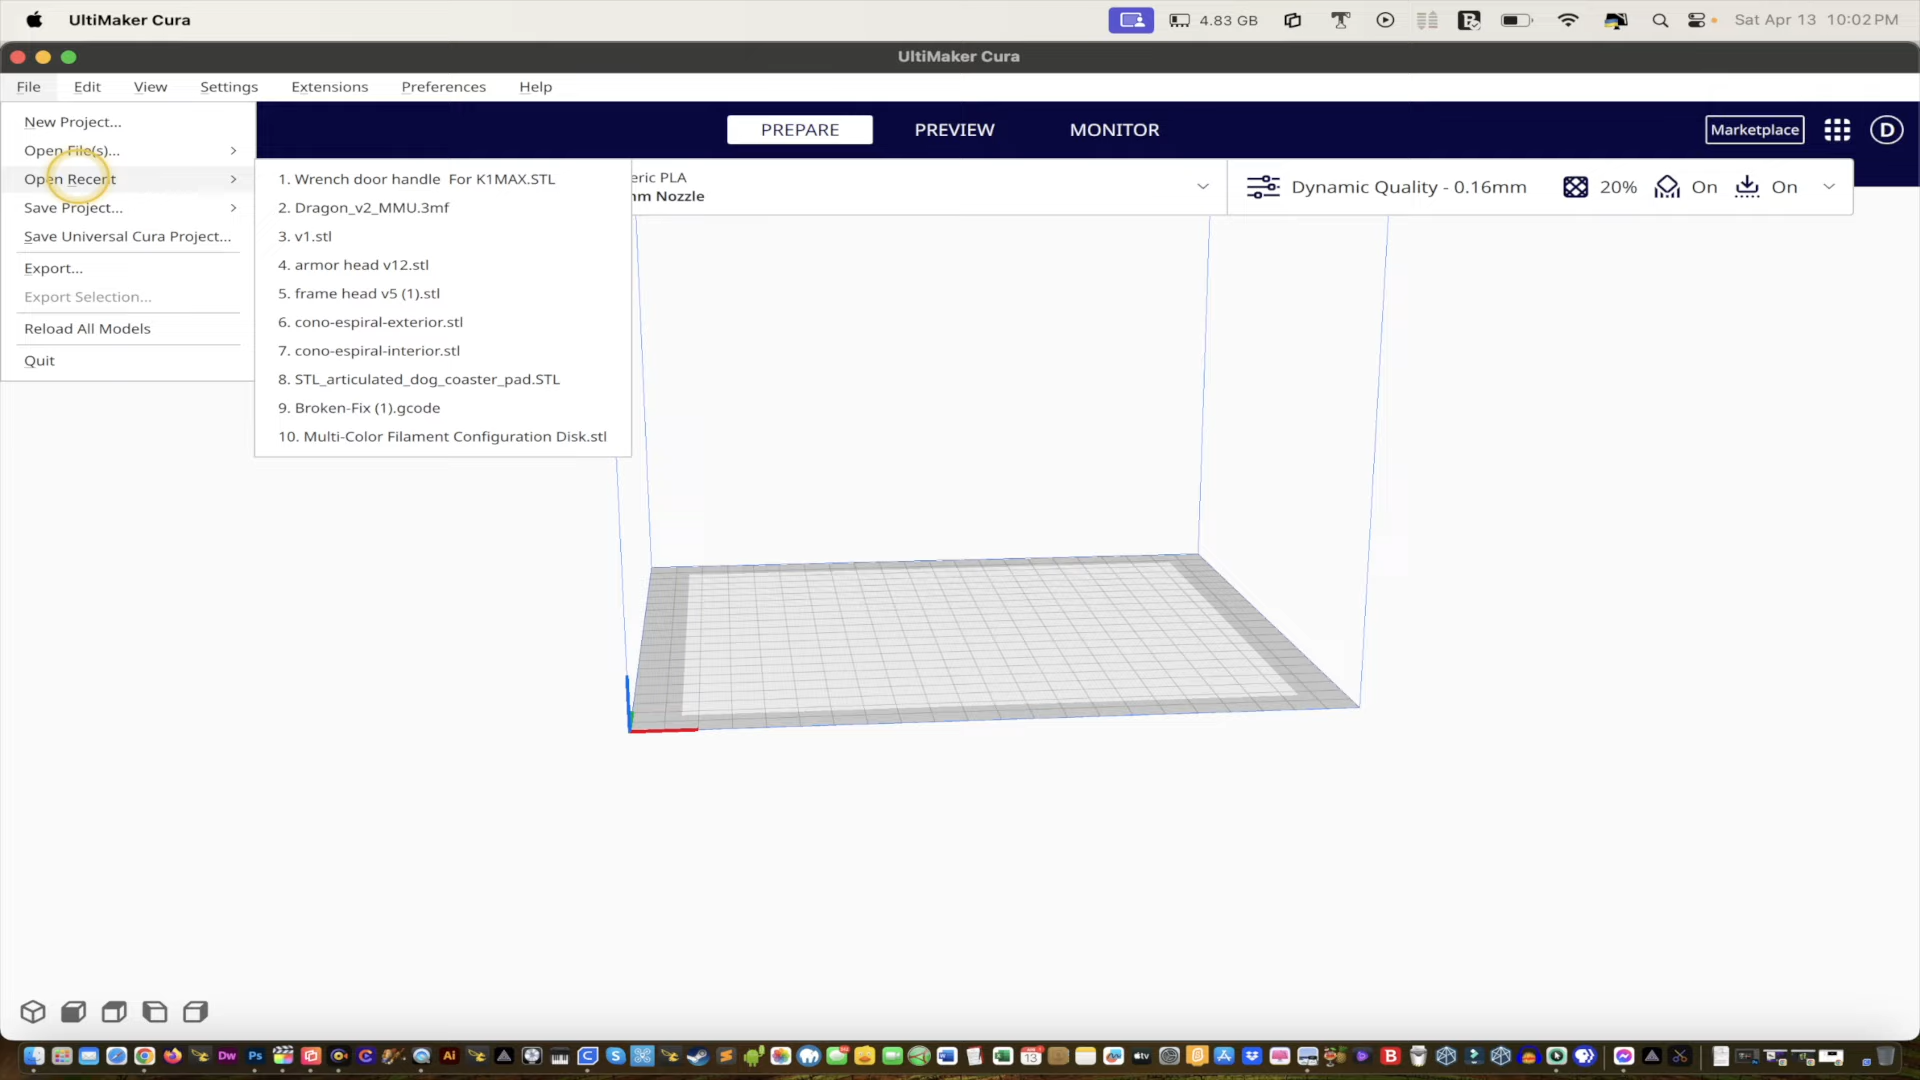 UltiMaker Cura
4.83 GB
Sat Apr 13 10:02 PM
UltiMaker Cura
File Edit View Settings Extensions Preferences Help
New Project...
Open File(s)...
Open Recent
Save Project...
Save Universal Cura Project...
Export...
Export Selection...
Reload All Models
Quit
1. Wrench door handle  For K1MAX.STL
2. Dragon_v2_MMU.3mf
3. v1.stl
4. armor head v12.stl
5. frame head v5 (1).stl
6. cono-espiral-exterior.stl
7. cono-espiral-interior.stl
8. STL_articulated_dog_coaster_pad.STL
9. Broken-Fix (1).gcode
10. Multi-Color Filament Configuration Disk.stl
PREPARE PREVIEW MONITOR
Marketplace
D
eric PLA
m Nozzle
Dynamic Quality - 0.16mm
20%
On
On
Dw
Ps
Ai
13
tv
B